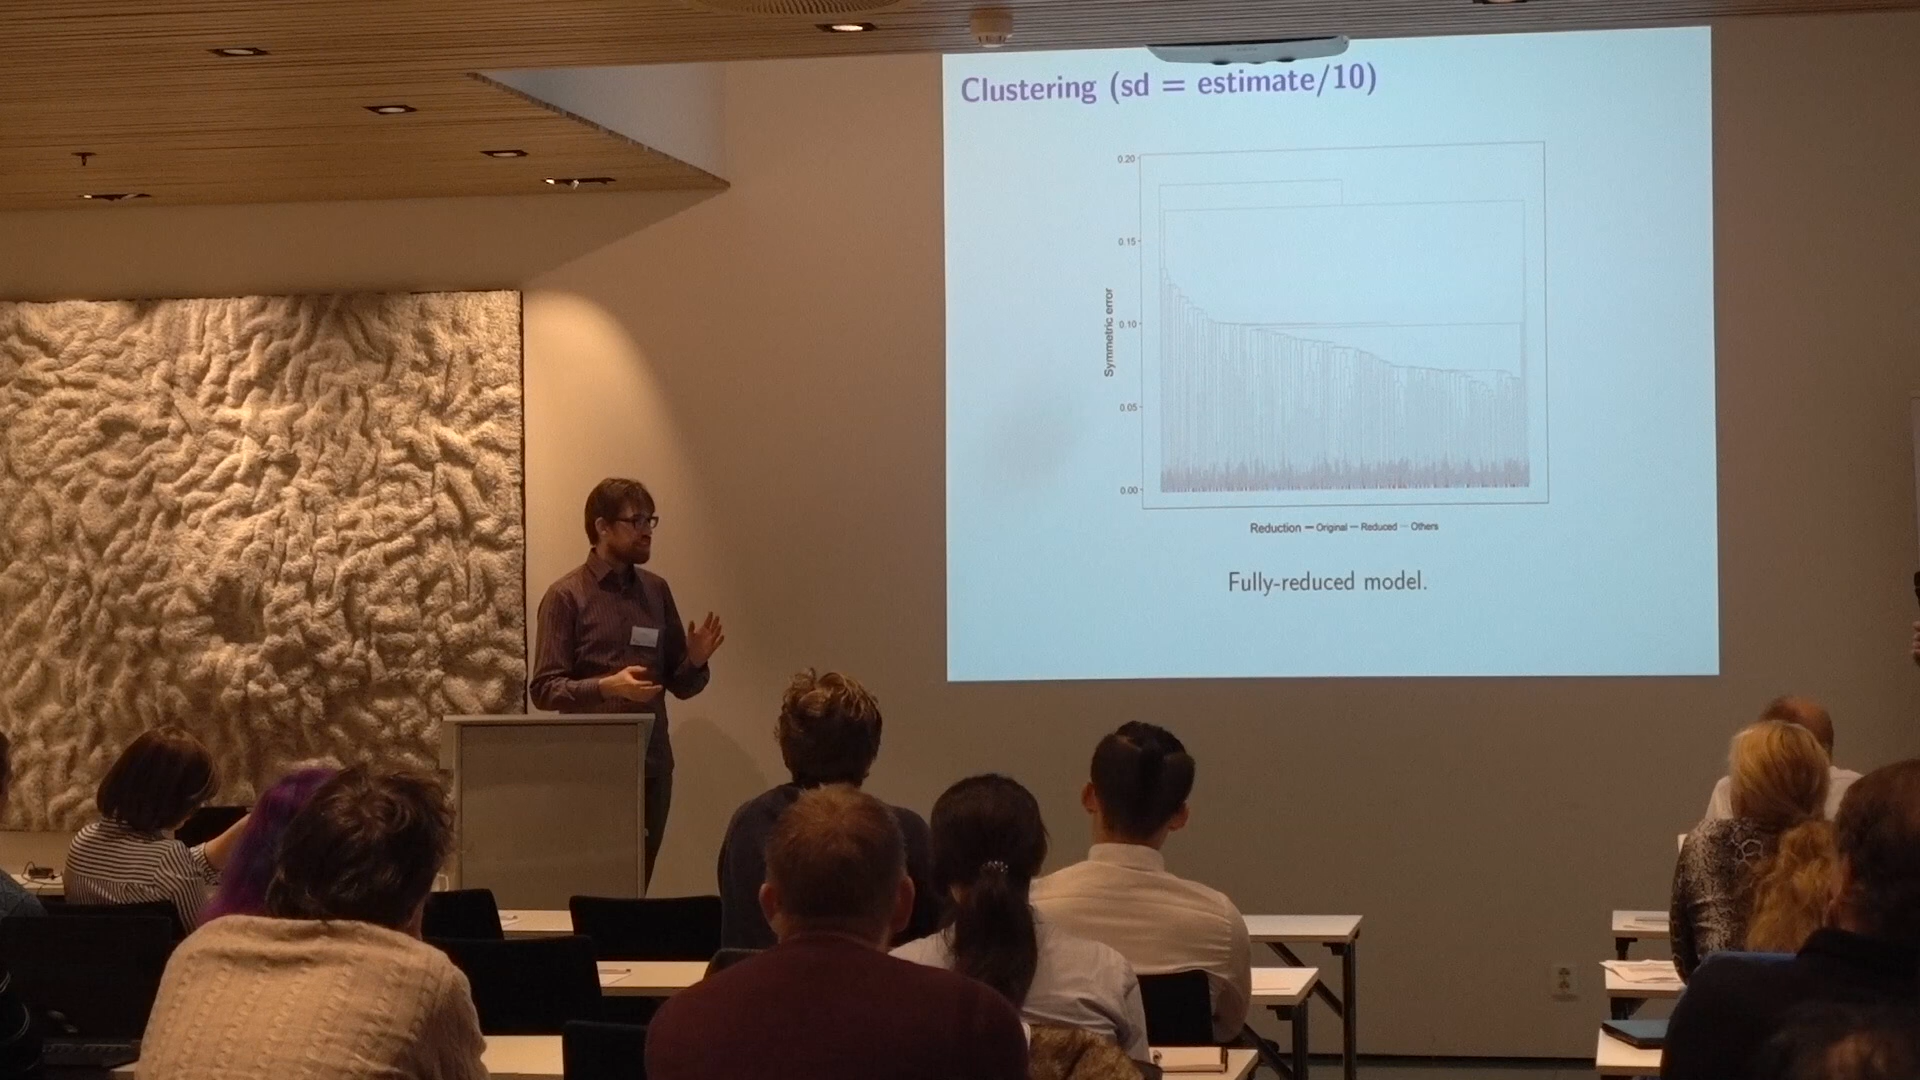 Clustering (sd = estimate/10)
0.20
0.15
0.10
0.05
0.00
Symmetric error
Reduction — Original — Reduced — Others
Fully-reduced model.